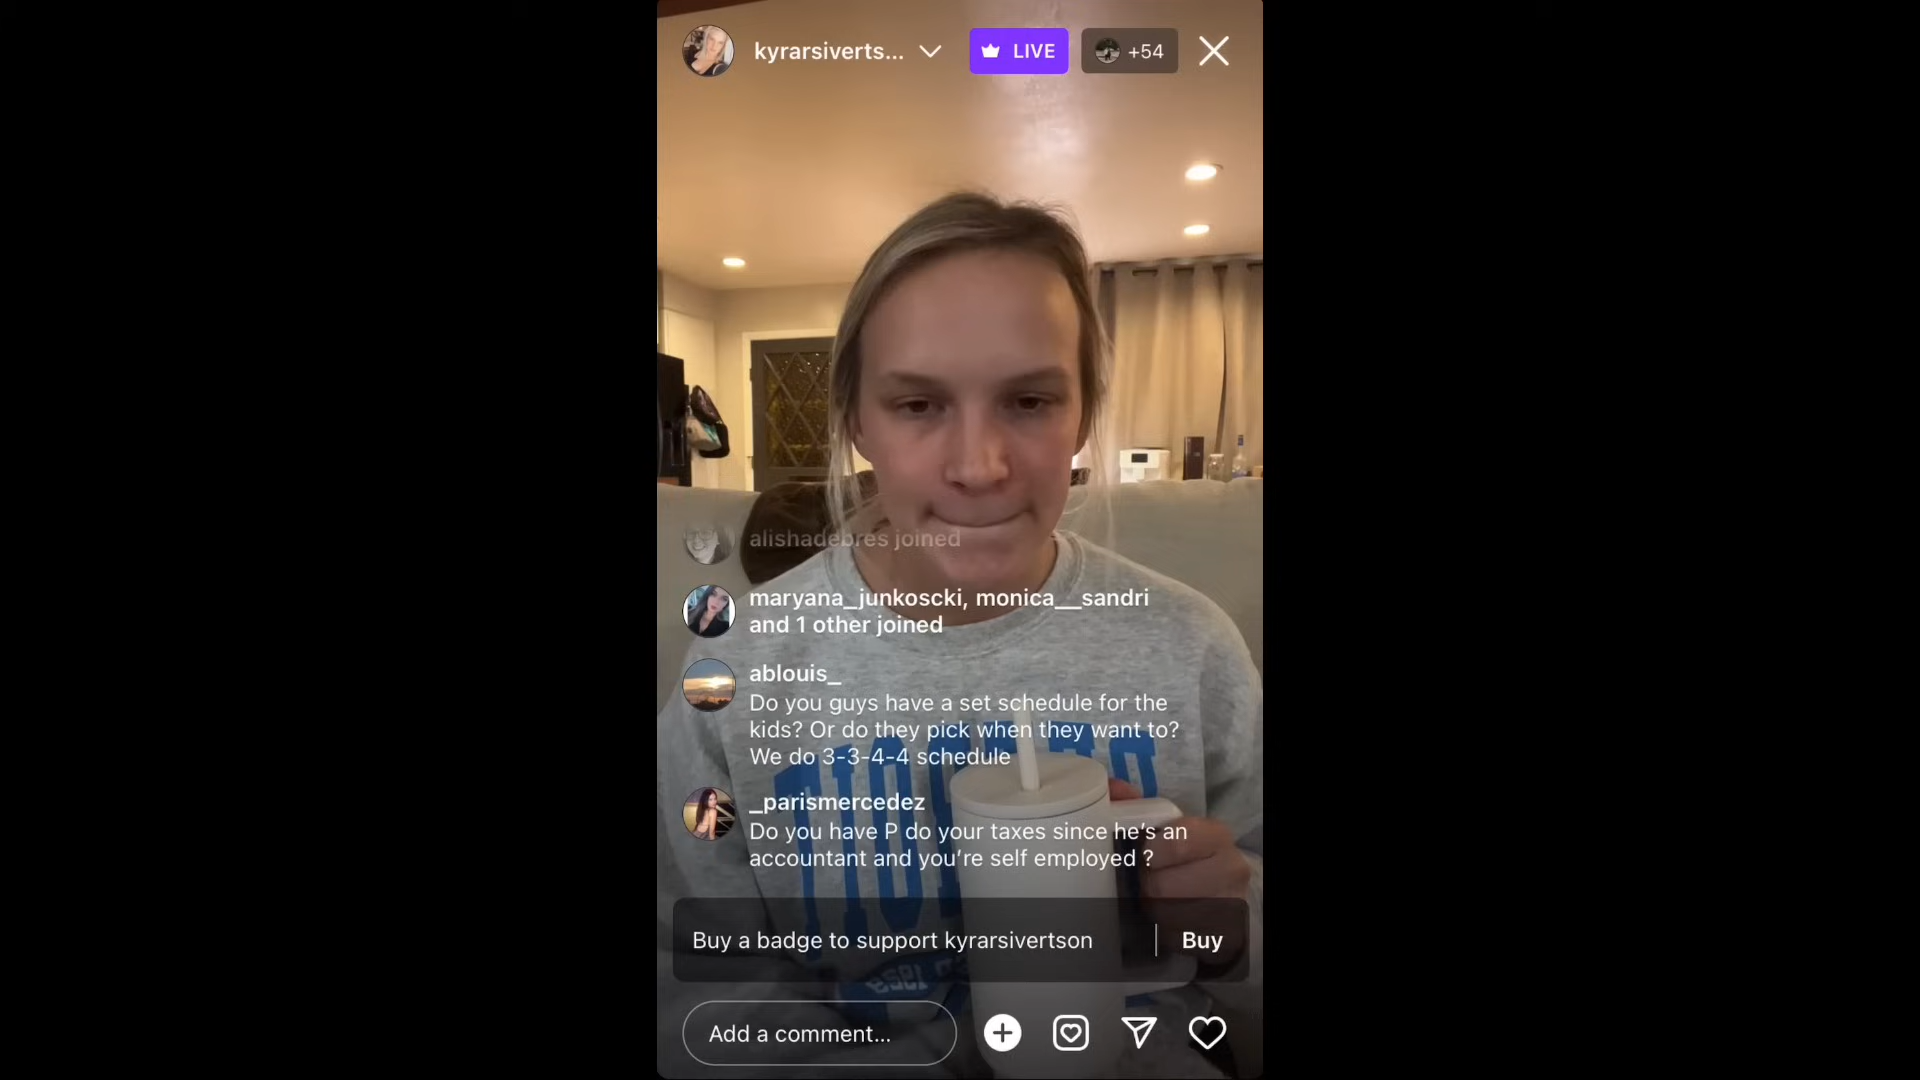 kyrarsiverts...
LIVE
+54
alishadebres joined
maryana_junkoscki, monica__sandri
and 1 other joined
ablouis_
Do you guys have a set schedule for the
kids? Or do they pick when they want to?
We do 3-3-4-4 schedule
_parismercedez
Do you have P do your taxes since he's an
accountant and you're self employed ?
Buy a badge to support kyrarsivertson
Buy
Add a comment...